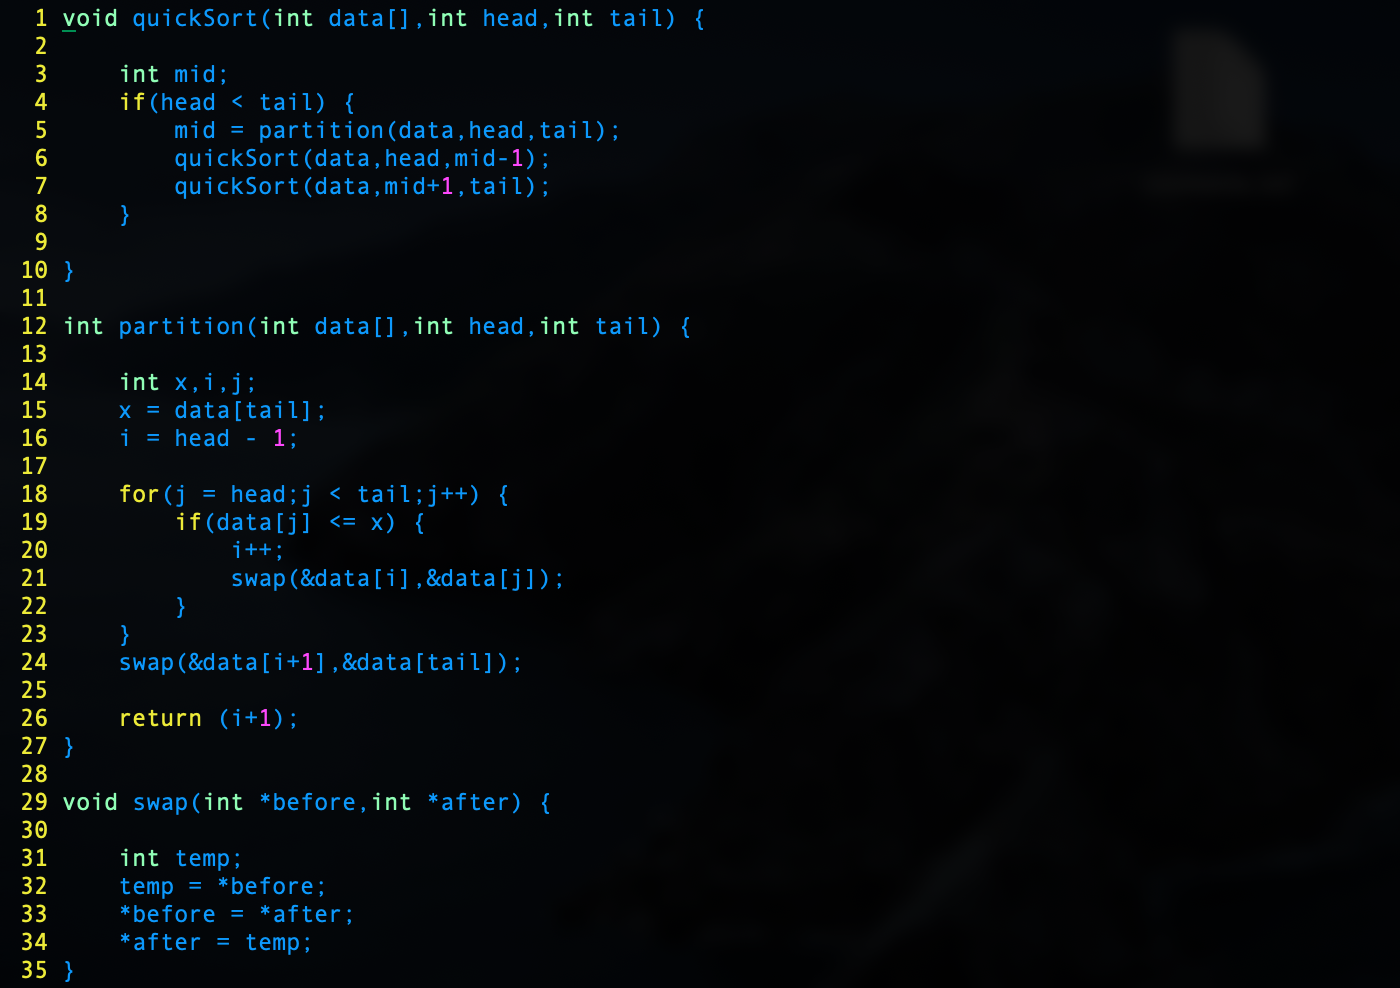 1 void quickSort(int data[],int head,int tail) {
2
3     int mid;
4     if(head < tail) {
5         mid = partition(data,head,tail);
6         quickSort(data,head,mid-1);
7         quickSort(data,mid+1,tail);
8     }
9
10 }
11
12 int partition(int data[],int head,int tail) {
13
14     int x,i,j;
15     x = data[tail];
16     i = head - 1;
17
18     for(j = head;j < tail;j++) {
19         if(data[j] <= x) {
20             i++;
21             swap(&data[i],&data[j]);
22         }
23     }
24     swap(&data[i+1],&data[tail]);
25
26     return (i+1);
27 }
28
29 void swap(int *before,int *after) {
30
31     int temp;
32     temp = *before;
33     *before = *after;
34     *after = temp;
35 }